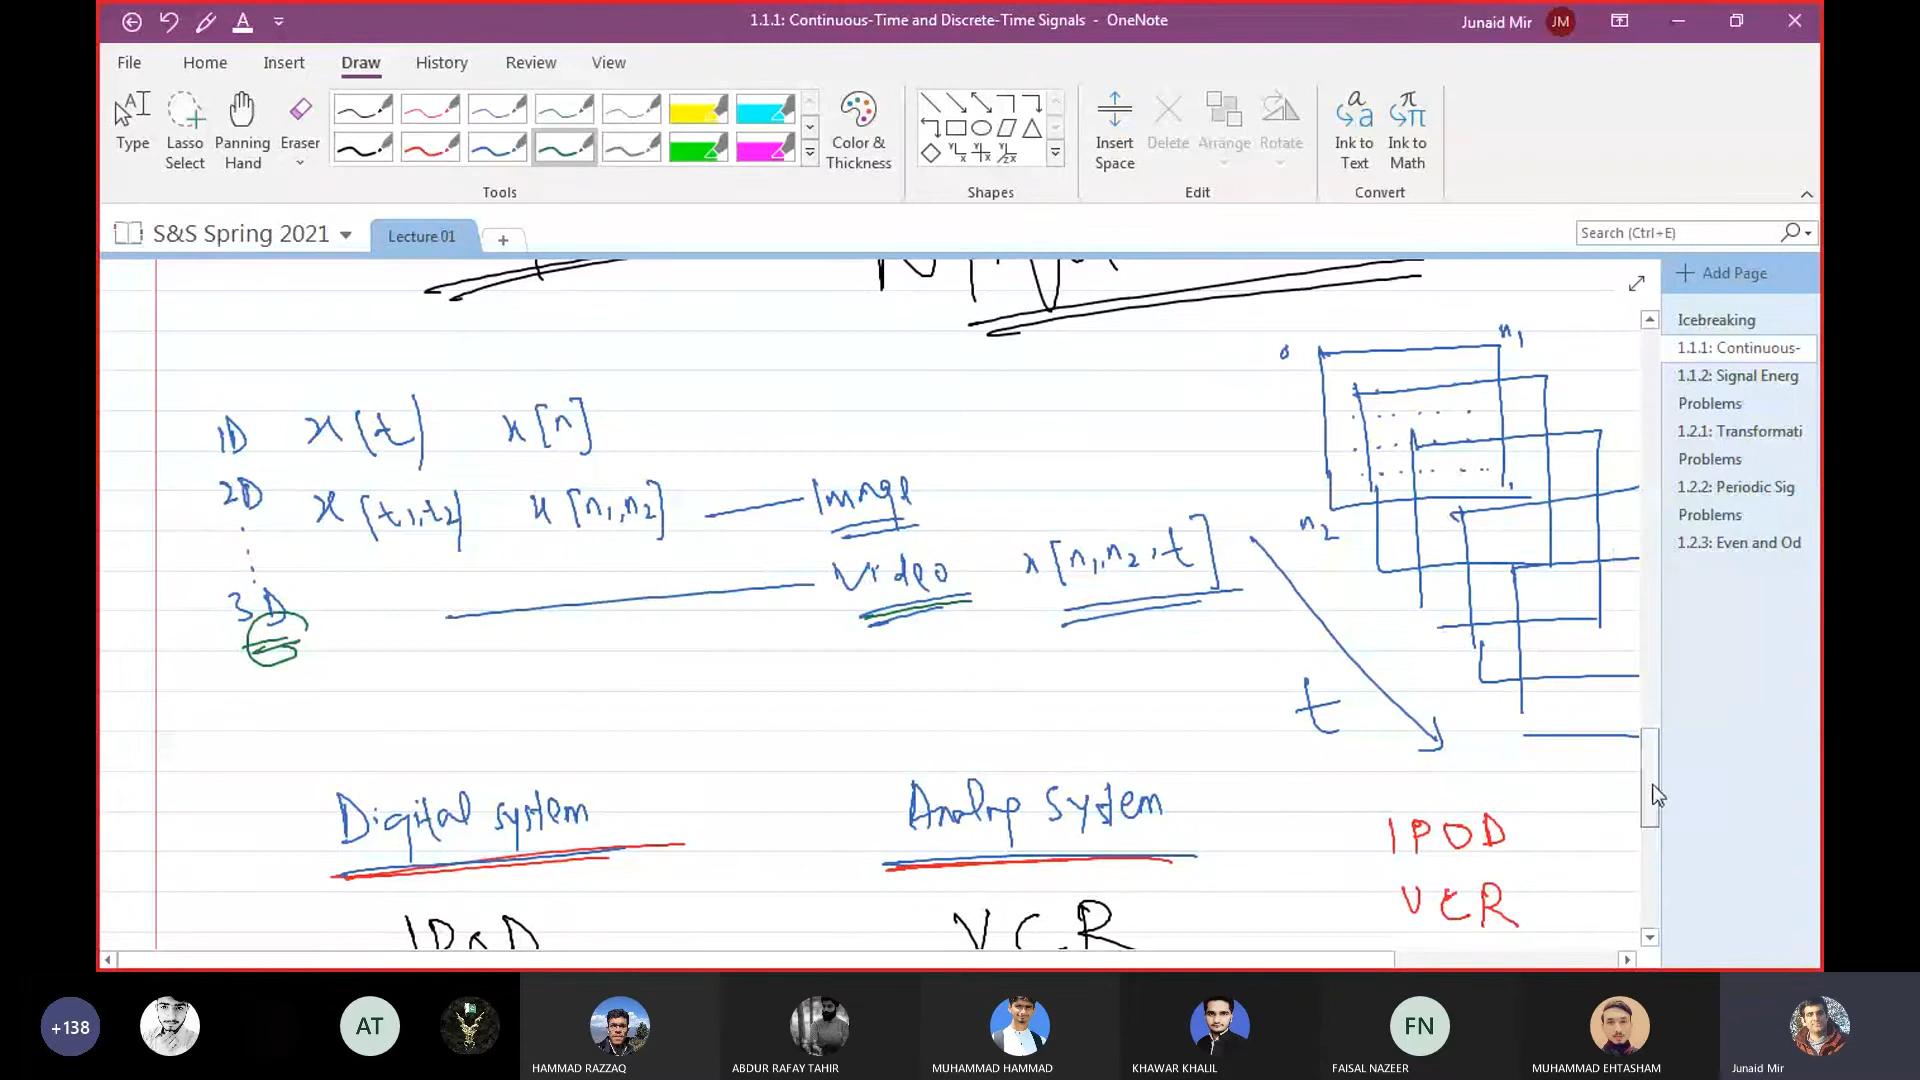 1.1.1: Continuous-Time and Discrete-Time Signals - OneNote
Junaid Mir
JM
File Home Insert Draw History Review View
Type
Lasso Select
Panning Hand
Eraser
Color & Thickness
Insert Space
Delete
Arrange
Rotate
Ink to Text
Ink to Math
Tools
Shapes
Edit
Convert
S&S Spring 2021
Lecture 01
Search (Ctrl+E)
Add Page
Icebreaking
1.1.1: Continuous-
1.1.2: Signal Energ
Problems
1.2.1: Transformati
Problems
1.2.2: Periodic Sig
Problems
1.2.3: Even and Od
0 n1
1D x(t) x[n]
2D x(t1,t2) x[n1,n2] Image
n2
3D Video x[n1,n2,t]
t
Digital system Analog system
IPOD
VCR
IPOD VCR
+138
AT
HAMMAD RAZZAQ
ABDUR RAFAY TAHIR
MUHAMMAD HAMMAD
KHAWAR KHALIL
FN
FAISAL NAZEER
MUHAMMAD EHTASHAM
Junaid Mir